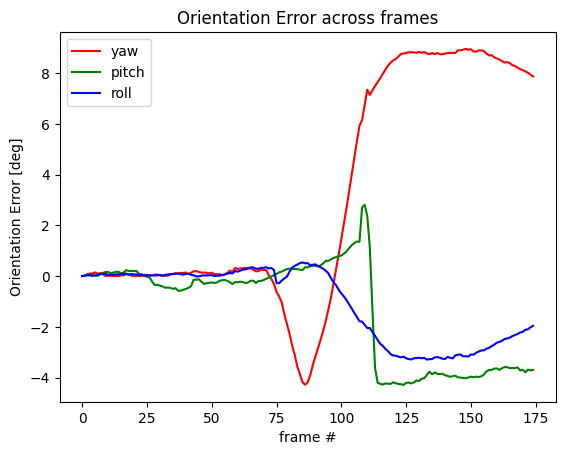 Orientation Error across frames
yaw
pitch
roll
Orientation Error [deg]
8
6
4
2
0
−2
−4
0 25 50 75 100 125 150 175
frame #